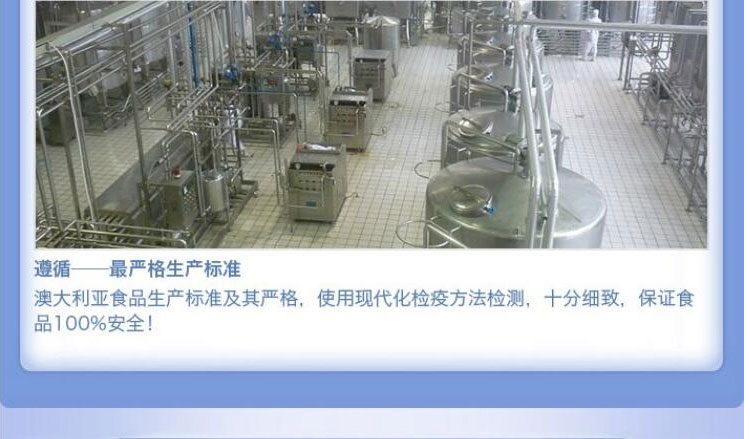 遵循——最严格生产标准
澳大利亚食品生产标准及其严格，使用现代化检疫方法检测，十分细致，保证食
品100%安全！